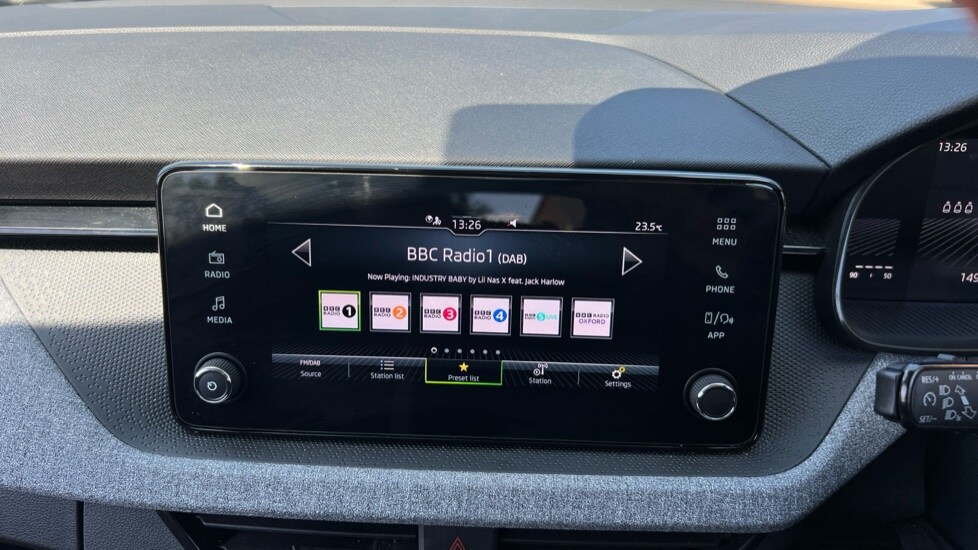 13:26
HOME
13:26
23.5°C
MENU
BBC Radio1 (DAB)
RADIO
PHONE
Now Playing: INDUSTRY BABY by Lil Nas X feat. Jack Harlow
90 50
149
MEDIA
BBC RADIO 1
BBC RADIO 2
BBC RADIO 3
BBC RADIO 4
BBC RADIO 5 LIVE
BBC RADIO OXFORD
APP
FM/DAB
Source
Station list
Preset list
Station
Settings
RES/+
ON CANCEL
SET/-